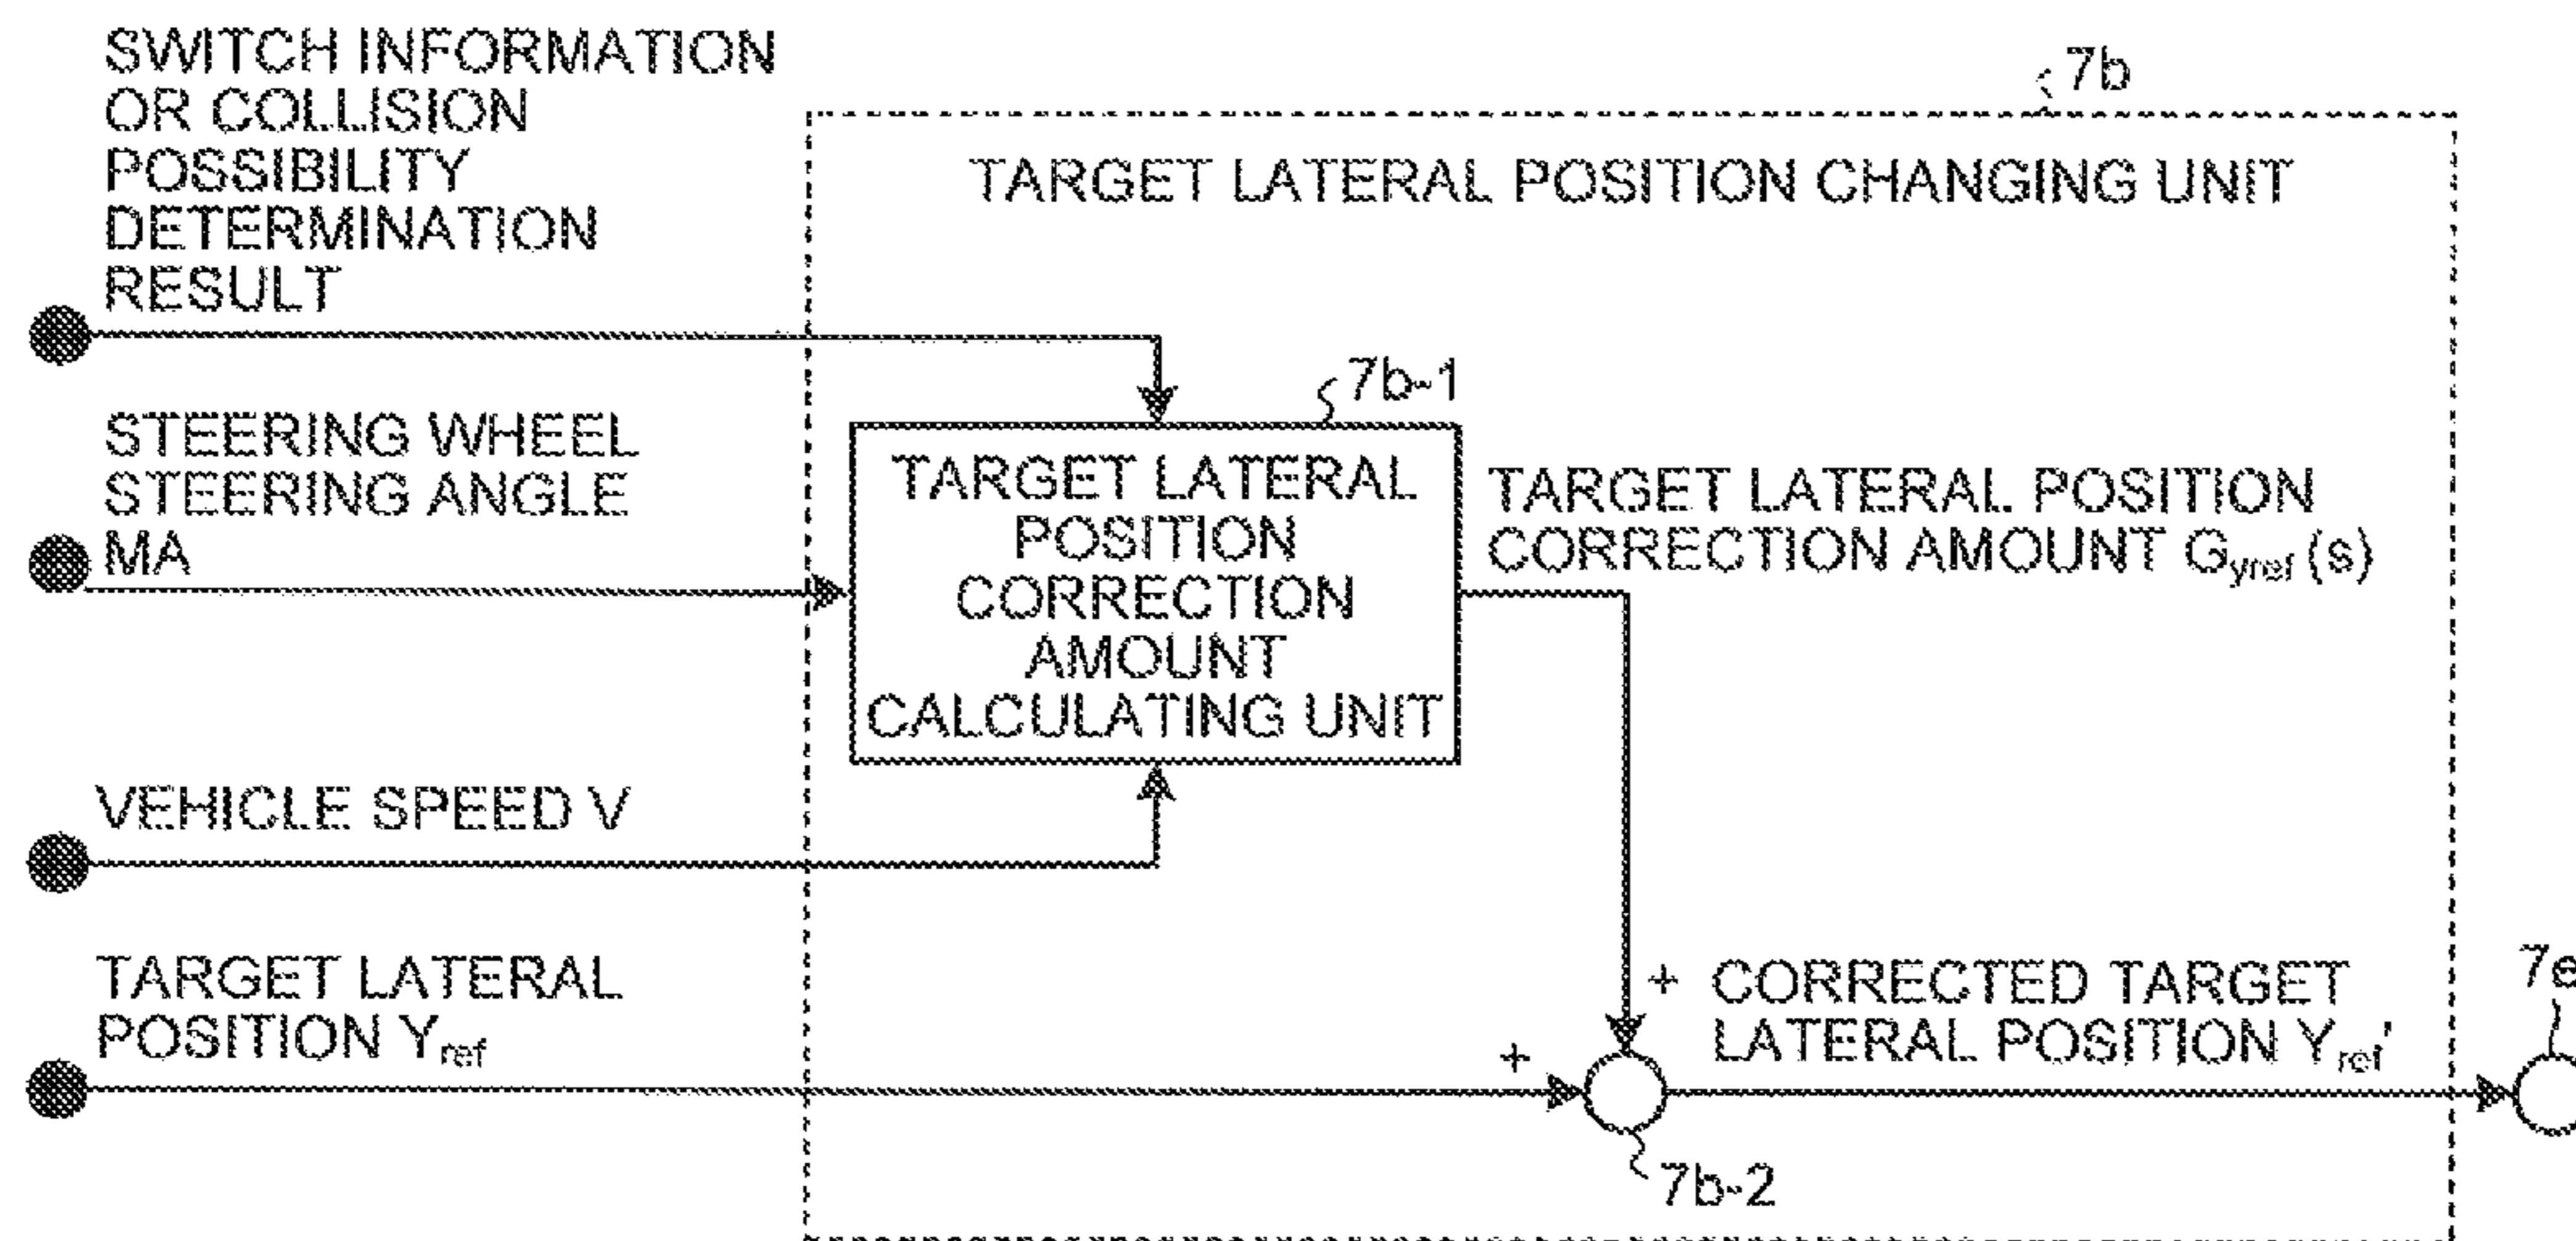 SWITCH INFORMATION
OR COLLISION
POSSIBILITY
DETERMINATION
RESULT
7b
TARGET LATERAL POSITION CHANGING UNIT
STEERING WHEEL
STEERING ANGLE
MA
7b-1
TARGET LATERAL
POSITION
CORRECTION
AMOUNT
CALCULATING UNIT
TARGET LATERAL POSITION
CORRECTION AMOUNT Gyref (s)
VEHICLE SPEED V
TARGET LATERAL
POSITION Yref
+
+
CORRECTED TARGET
LATERAL POSITION Yref'
7b-2
7e